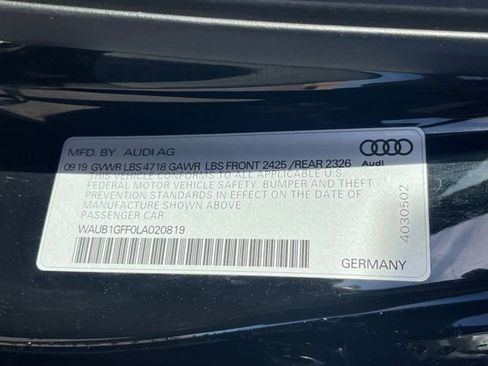 MFD. BY AUDI AG
09 19 GVWR LBS 4718 GAWR LBS FRONT 2425 /REAR 2326
Audi
THIS VEHICLE CONFORMS TO ALL APPLICABLE U.S
FEDERAL MOTOR VEHICLE SAFETY, BUMPER AND THEFT
PREVENTION STANDARDS IN EFFECT ON THE DATE OF
MANUFACTURE SHOWN ABOVE
PASSENGER CAR
WAUB1GFF0LA020819
4030502
GERMANY